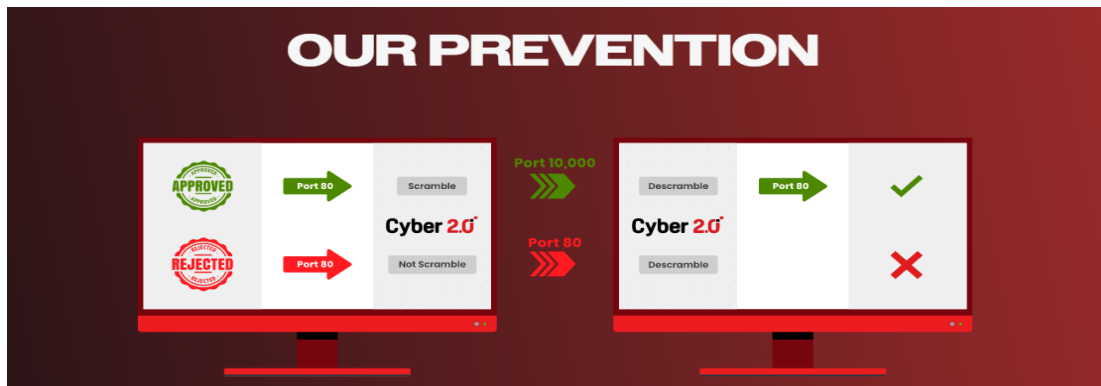 OUR PREVENTION
APPROVED
APPROVED
APPROVED
Port 80
Scramble
Port 10,000
Descramble
Port 80
Cyber 2.0
Cyber 2.0
REJECTED
REJECTED
REJECTED
Port 80
Not Scramble
Port 80
Descramble